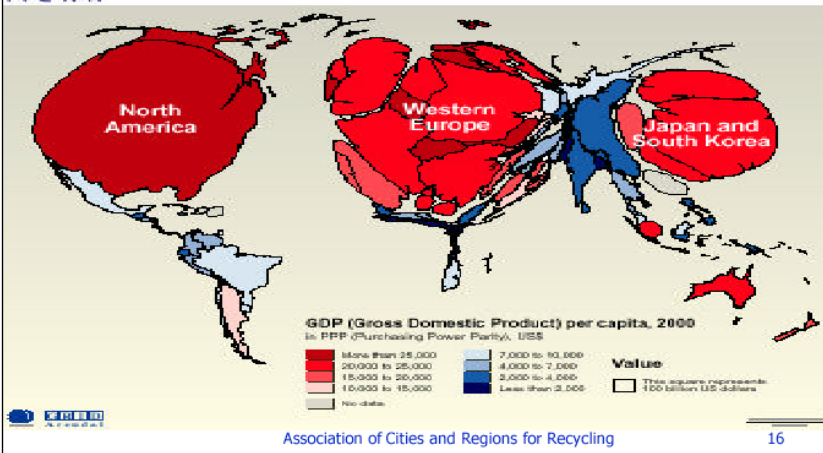 North
America
Western
Europe
Japan and
South Korea
GDP (Gross Domestic Product) per capita, 2000
in PPP (Purchasing Power Parity), US$
More than 25,000
20,000 to 25,000
15,000 to 20,000
10,000 to 15,000
No data
7,000 to 10,000
4,000 to 7,000
2,000 to 4,000
Less than 2,000
Value
This square represents
100 billion US dollars
Arendal
Association of Cities and Regions for Recycling
16